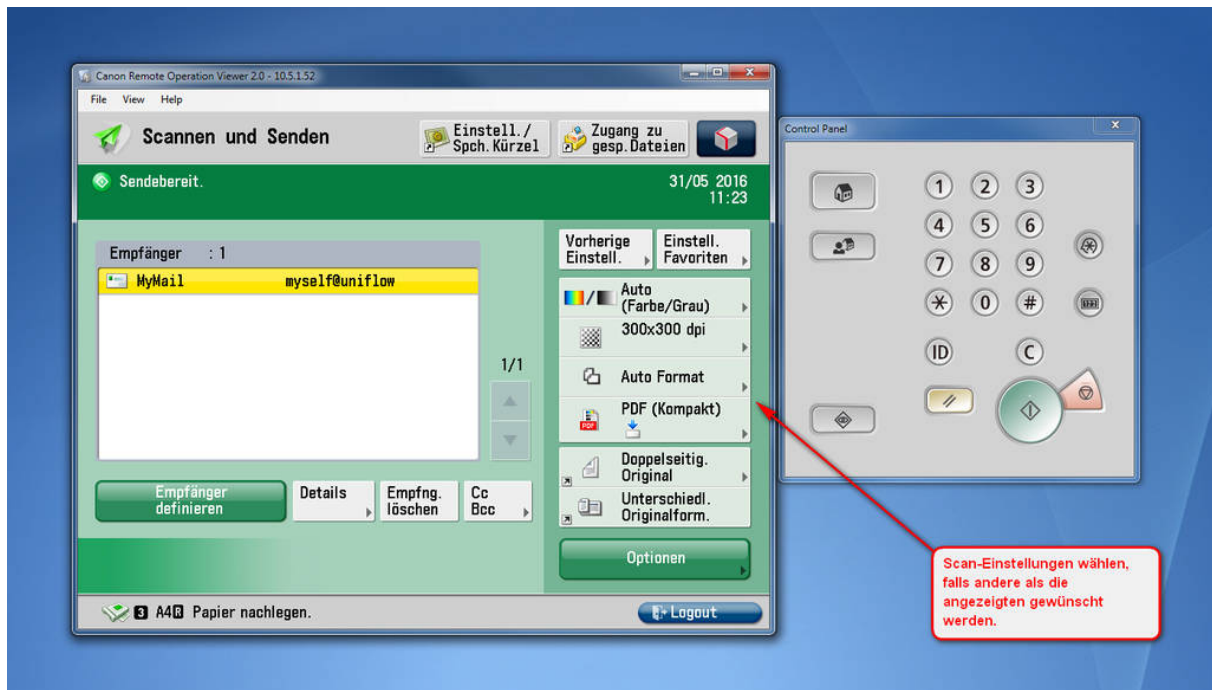 Canon Remote Operation Viewer 2.0 - 10.5.1.52
File View Help
Scannen und Senden
Einstell./
Spch.Kürzel
Zugang zu
gesp.Dateien
Sendebereit.
31/05 2016
11:23
Empfänger : 1
MyMail myself@uniflow
1/1
Empfänger
definieren
Details
Empfng.
löschen
Cc
Bcc
Vorherige
Einstell.
Einstell.
Favoriten
Auto
(Farbe/Grau)
300x300 dpi
Auto Format
PDF
PDF (Kompakt)
Doppelseitig.
Original
Unterschiedl.
Originalform.
Optionen
3 A4R Papier nachlegen.
Logout
Control Panel
X
1 2 3
4 5 6
7 8 9
* 0 #
ID C
Scan-Einstellungen wählen,
falls andere als die
angezeigten gewünscht
werden.